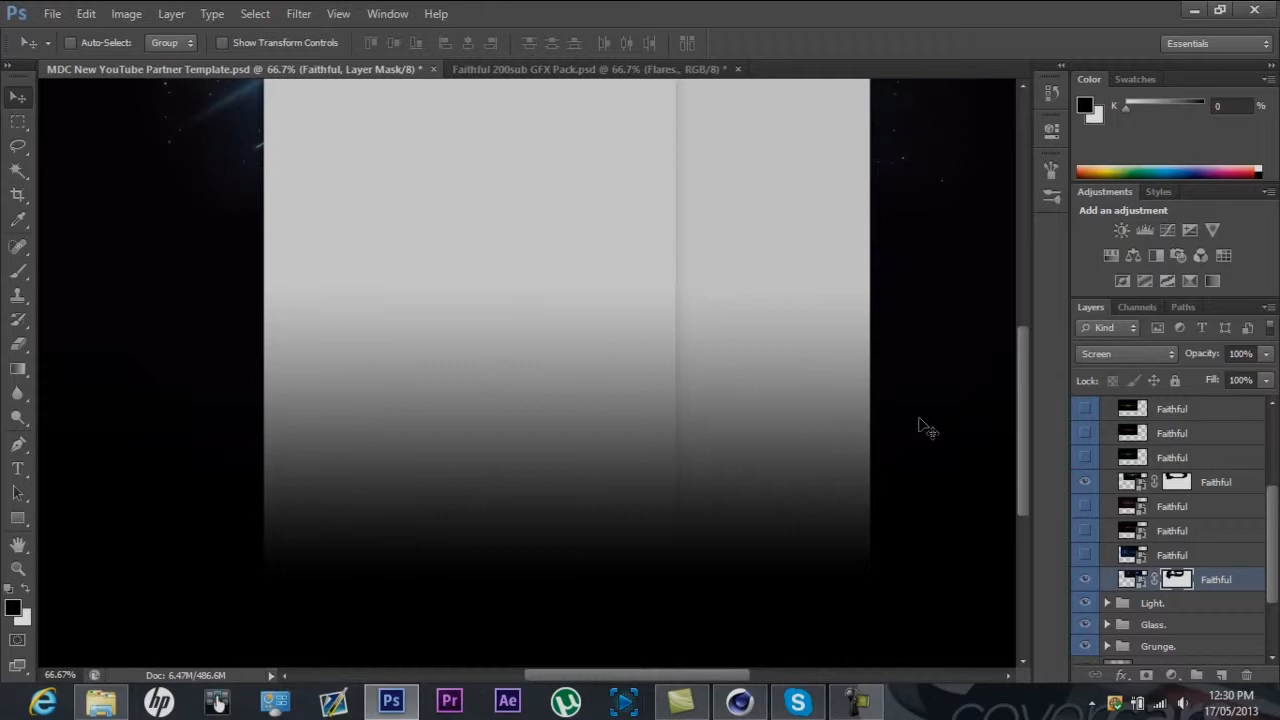 Ps File Edit Image Layer Type Select Filter View Window Help
Auto-Select: Group Show Transform Controls Essentials
MDC New YouTube Partner Template.psd @ 66.7% (Faithful, Layer Mask/8) * × Faithful 200sub GFX Pack.psd @ 66.7% (Flares., RGB/8) * ×
Color Swatches
K 0 %
Adjustments Styles
Add an adjustment
Layers Channels Paths
Kind
Screen Opacity: 100%
Lock: Fill: 100%
Faithful
Faithful
Faithful
Faithful
Faithful
Faithful
Faithful
Faithful
Light.
Glass.
Grunge.
66.67% Doc: 6.47M/486.6M
hp Ps Pr Ae
12:30 PM
17/05/2013